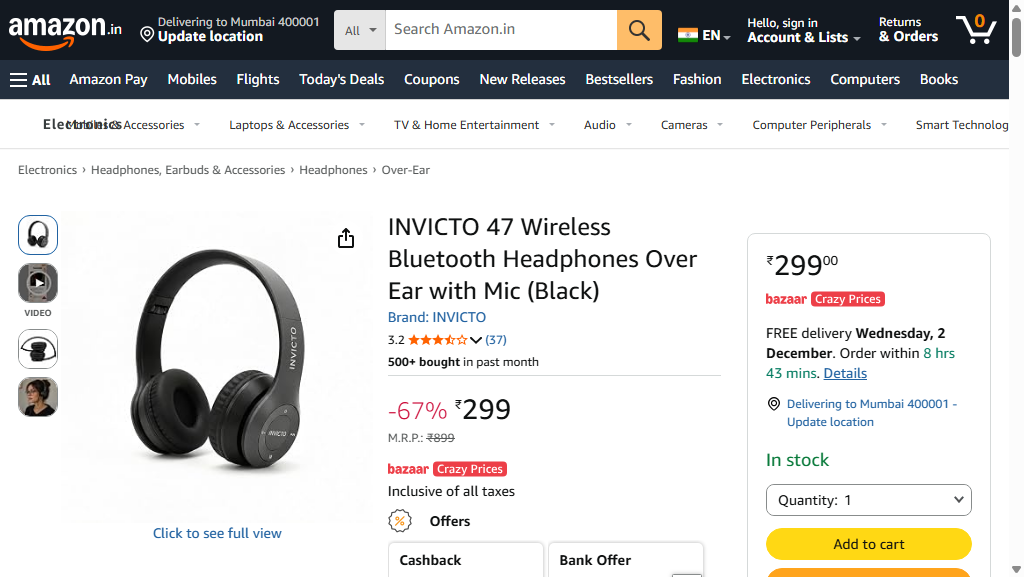 amazon.in
Delivering to Mumbai 400001
Update location
All
Search Amazon.in
EN
Hello, sign in
Account & Lists
Returns
& Orders
0
All
Amazon Pay
Mobiles
Flights
Today's Deals
Coupons
New Releases
Bestsellers
Fashion
Electronics
Computers
Books
Electronics
Mobiles & Accessories
Laptops & Accessories
TV & Home Entertainment
Audio
Cameras
Computer Peripherals
Smart Technolog
Electronics › Headphones, Earbuds & Accessories › Headphones › Over-Ear
VIDEO
INVICTO
INVICTO
Click to see full view
INVICTO 47 Wireless
Bluetooth Headphones Over
Ear with Mic (Black)
Brand: INVICTO
3.2 (37)
500+ bought in past month
-67% ₹299
M.R.P.: ₹899
bazaar Crazy Prices
Inclusive of all taxes
Offers
Cashback
Bank Offer
₹29900
bazaar Crazy Prices
FREE delivery Wednesday, 2
December. Order within 8 hrs
43 mins. Details
Delivering to Mumbai 400001 -
Update location
In stock
Quantity: 1
Add to cart